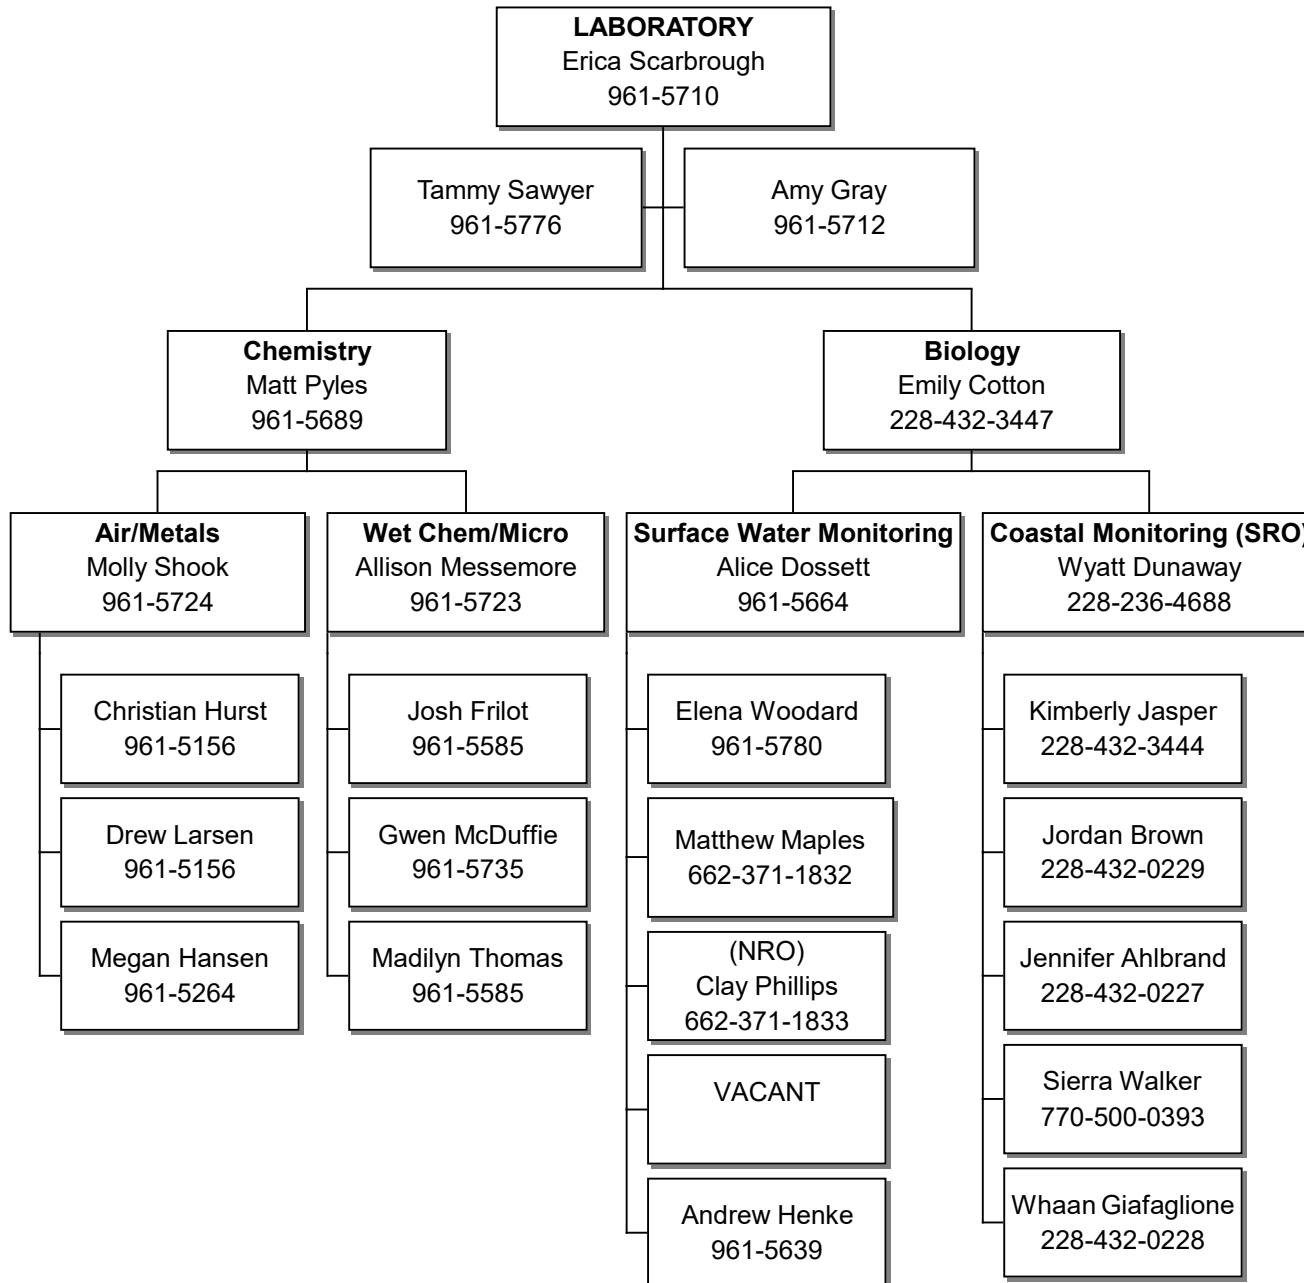 LABORATORY
Erica Scarbrough
961-5710
Tammy Sawyer
961-5776
Amy Gray
961-5712
Chemistry
Matt Pyles
961-5689
Biology
Emily Cotton
228-432-3447
Air/Metals
Molly Shook
961-5724
Wet Chem/Micro
Allison Messemore
961-5723
Surface Water Monitoring
Alice Dossett
961-5664
Coastal Monitoring (SRO)
Wyatt Dunaway
228-236-4688
Christian Hurst
961-5156
Drew Larsen
961-5156
Megan Hansen
961-5264
Josh Frilot
961-5585
Gwen McDuffie
961-5735
Madilyn Thomas
961-5585
Elena Woodard
961-5780
Matthew Maples
662-371-1832
(NRO)
Clay Phillips
662-371-1833
VACANT
Andrew Henke
961-5639
Kimberly Jasper
228-432-3444
Jordan Brown
228-432-0229
Jennifer Ahlbrand
228-432-0227
Sierra Walker
770-500-0393
Whaan Giafaglione
228-432-0228